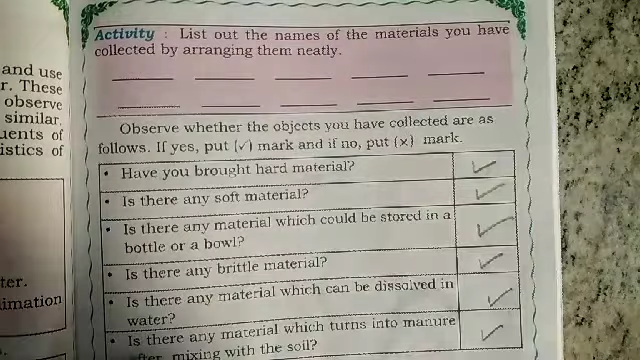 and use
r. These
observe
similar.
uents of
istics of
ter.
imation
Activity : List out the names of the materials you have
collected by arranging them neatly.
Observe whether the objects you have collected are as
follows. If yes, put (✓) mark and if no, put (×) mark.
• Have you brought hard material? ✓
• Is there any soft material? ✓
• Is there any material which could be stored in a
bottle or a bowl? ✓
• Is there any brittle material? ✓
• Is there any material which can be dissolved in
water? ✓
• Is there any material which turns into manure
after mixing with the soil? ✓